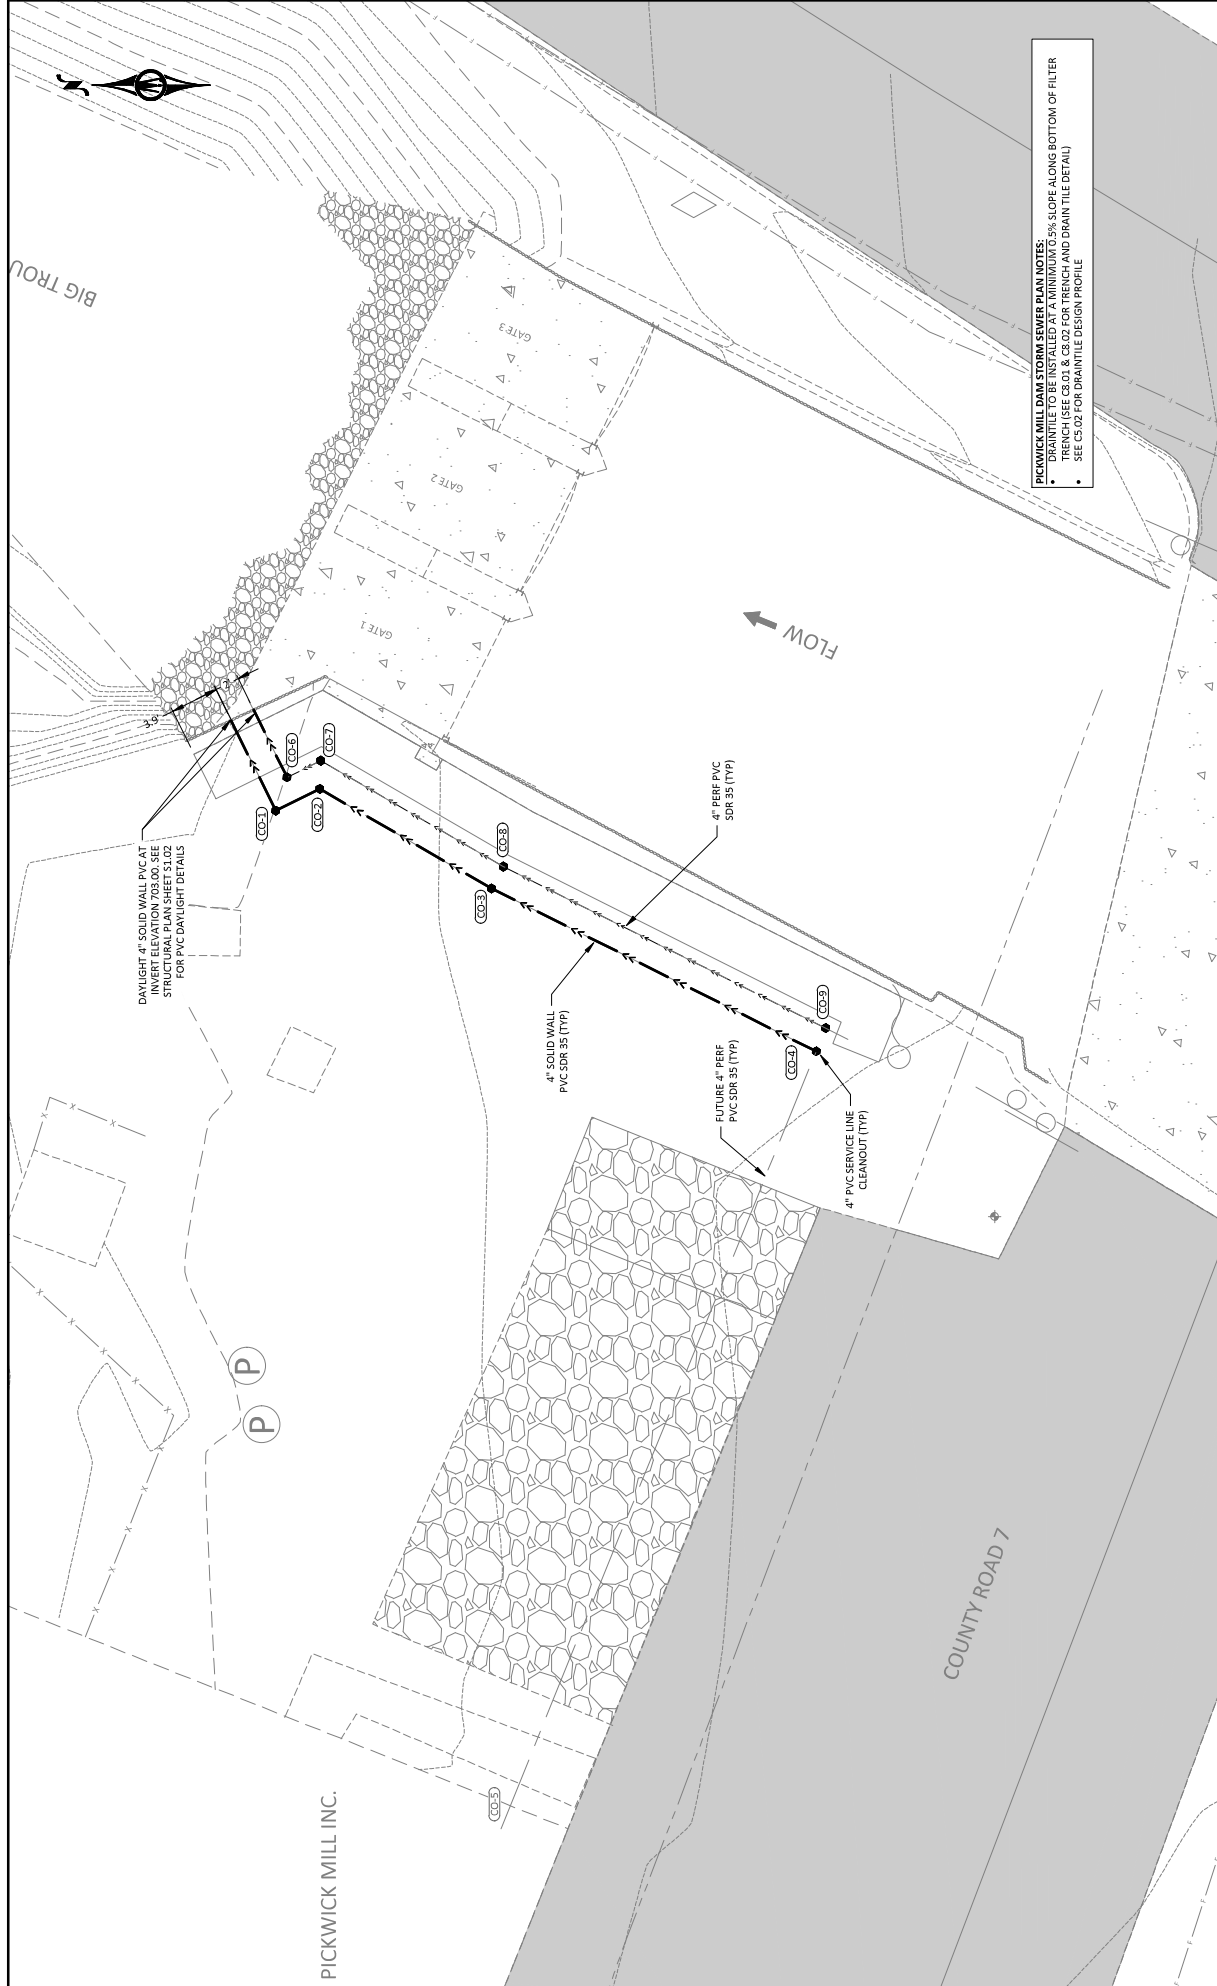 N
BIG TROU
PICKWICK MILL DAM STORM SEWER PLAN NOTES:
• DRAINTILE TO BE INSTALLED AT A MINIMUM 0.5% SLOPE ALONG BOTTOM OF FILTER
TRENCH (SEE C8.01 & C8.02 FOR TRENCH AND DRAIN TILE DETAIL)
• SEE C5.02 FOR DRAINTILE DESIGN PROFILE
GATE 3
GATE 2
GATE 1
FLOW
3.9'
2'
CO-6
CO-7
CO-1
CO-2
CO-8
CO-3
CO-9
CO-4
CO-5
4" PERF PVC
SDR 35 (TYP)
DAYLIGHT 4" SOLID WALL PVC AT
INVERT ELEVATION 703.00. SEE
STRUCTURAL PLAN SHEET S1.02
FOR PVC DAYLIGHT DETAILS
4" SOLID WALL
PVC SDR 35 (TYP)
FUTURE 4" PERF
PVC SDR 35 (TYP)
4" PVC SERVICE LINE
CLEANOUT (TYP)
P
P
COUNTY ROAD 7
PICKWICK MILL INC.